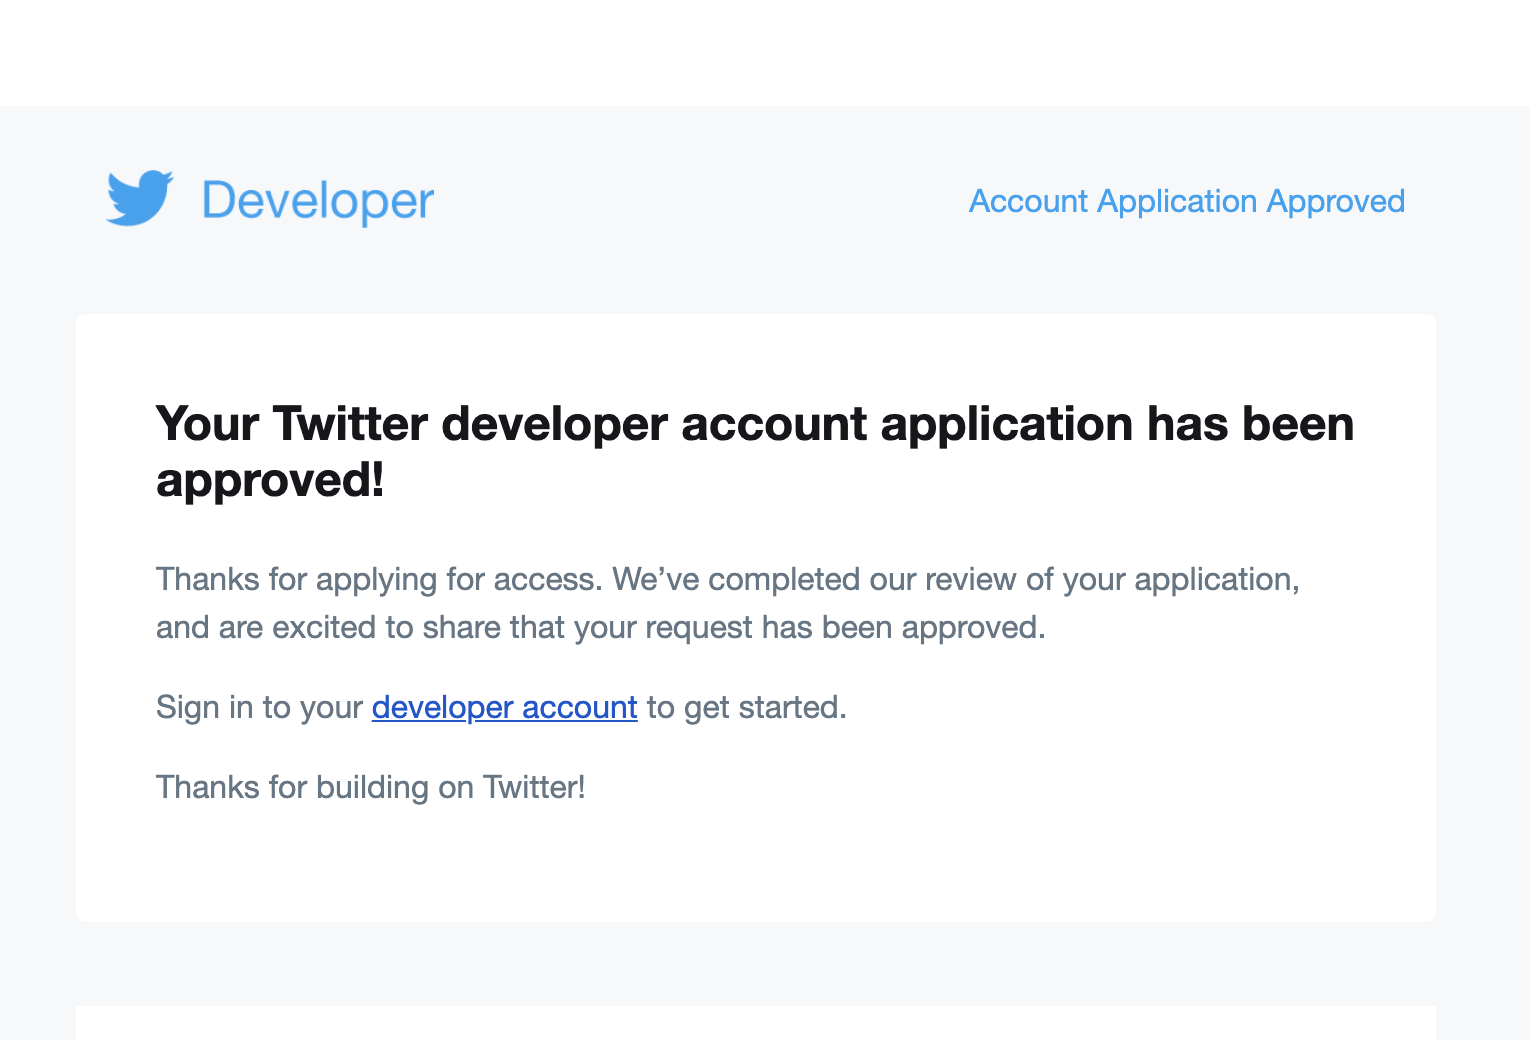 Developer
Account Application Approved
Your Twitter developer account application has been
approved!
Thanks for applying for access. We’ve completed our review of your application,
and are excited to share that your request has been approved.
Sign in to your developer account to get started.
Thanks for building on Twitter!